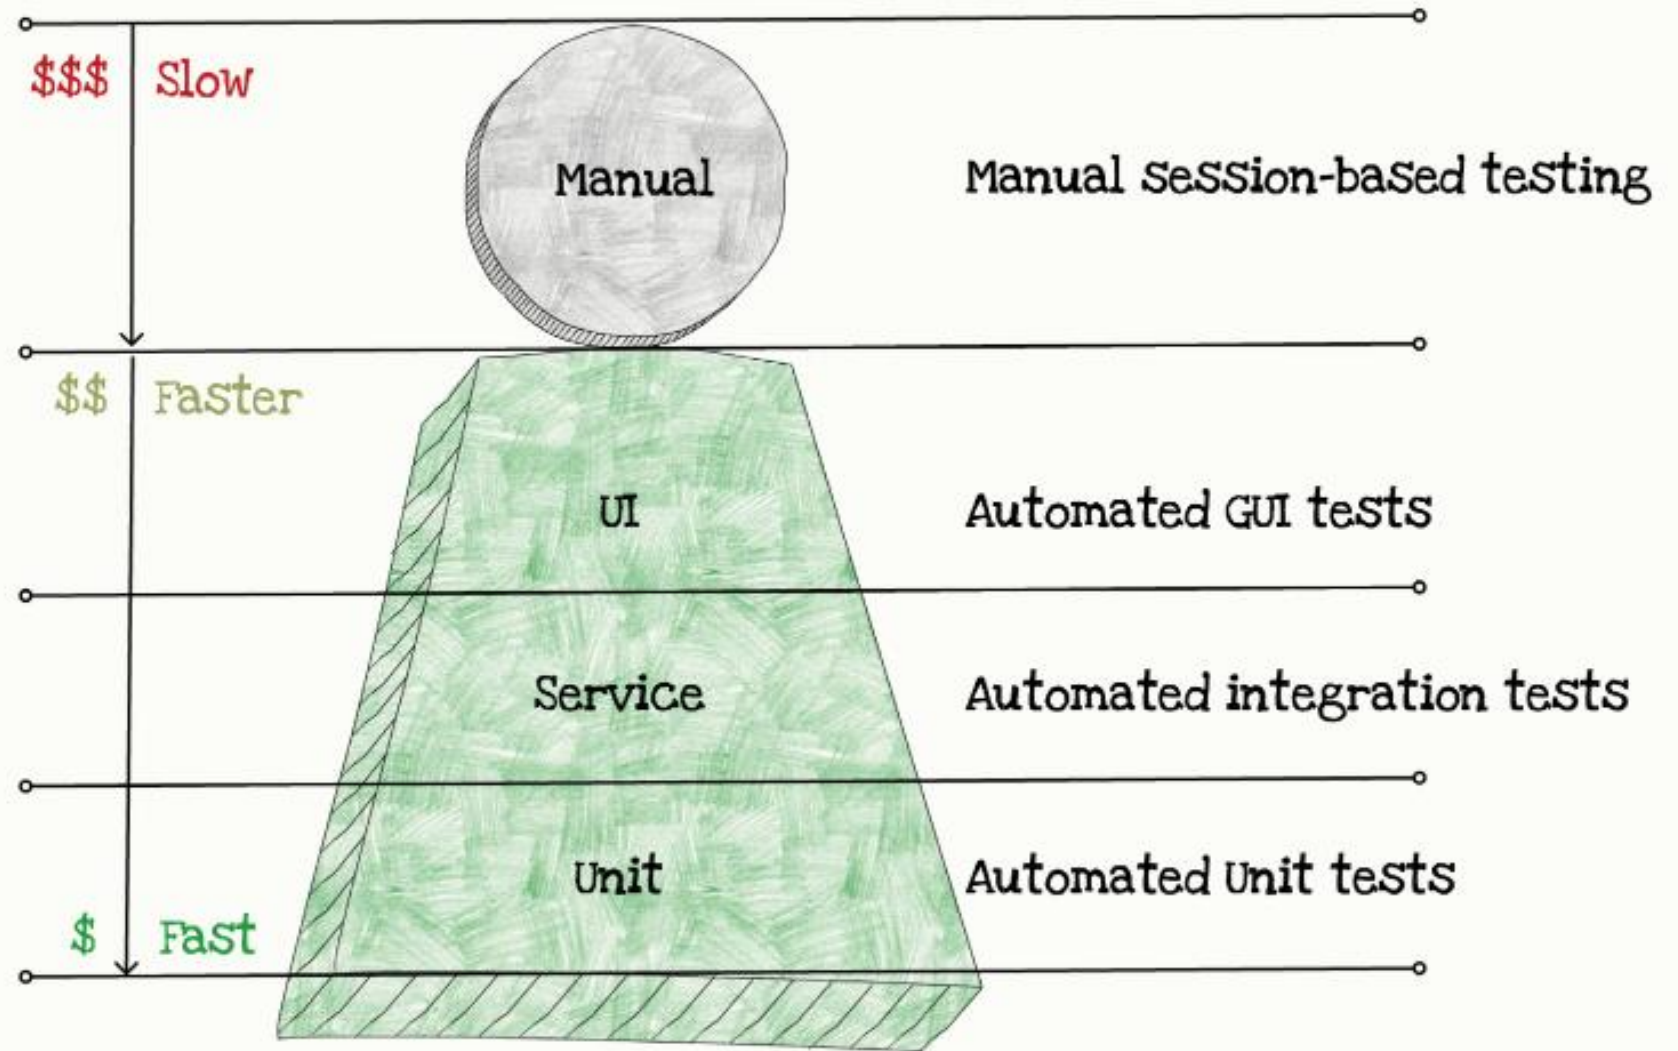 $$$ Slow
Manual Manual session-based testing
$$ Faster
UI Automated GUI tests
Service Automated integration tests
Unit Automated Unit tests
$ Fast